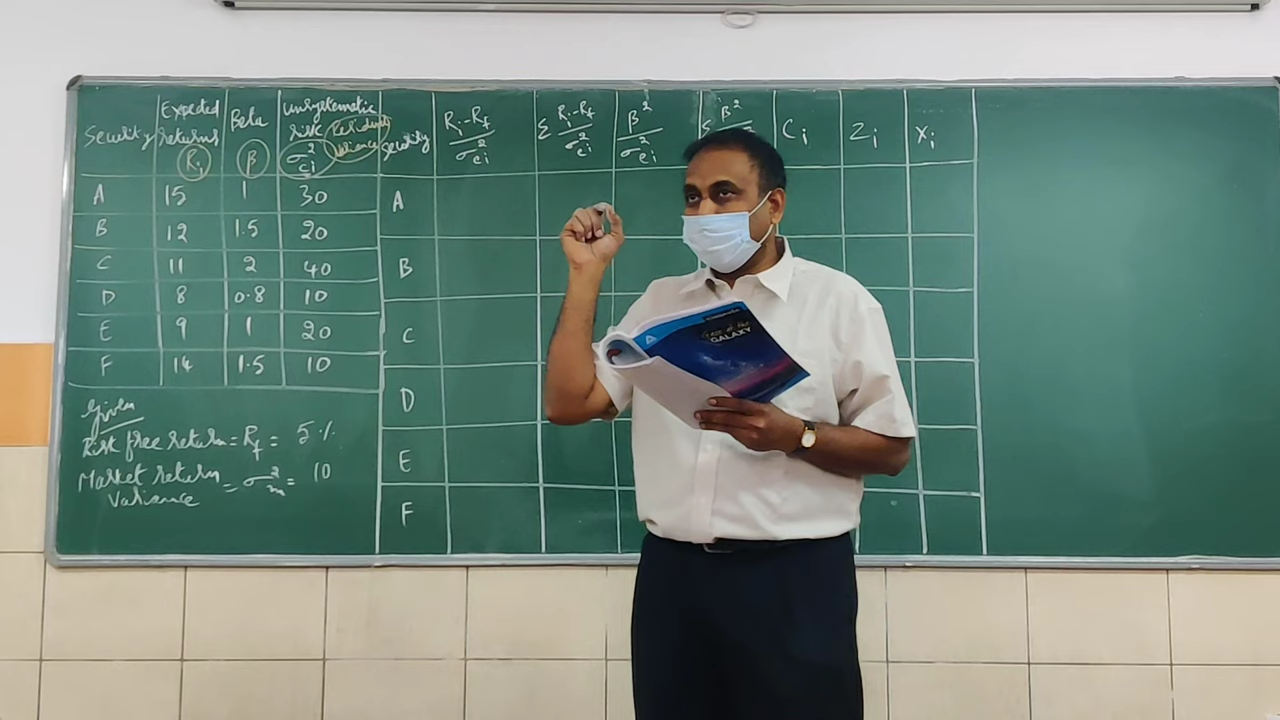 Security Expected returns Ri Beta β Unsystematic risk σ²ei Residual Variance
A 15 1 30
B 12 1.5 20
C 11 2 40
D 8 0.8 10
E 9 1 20
F 14 1.5 10
Given
Risk free return = Rf = 5%
Market return Variance = σ²m = 10
Security Ri-Rf/σ²ei Σ Ri-Rf/σ²ei β²/σ²ei Σ β² Ci Zi Xi
A
B
C
D
E
F
GALAXY